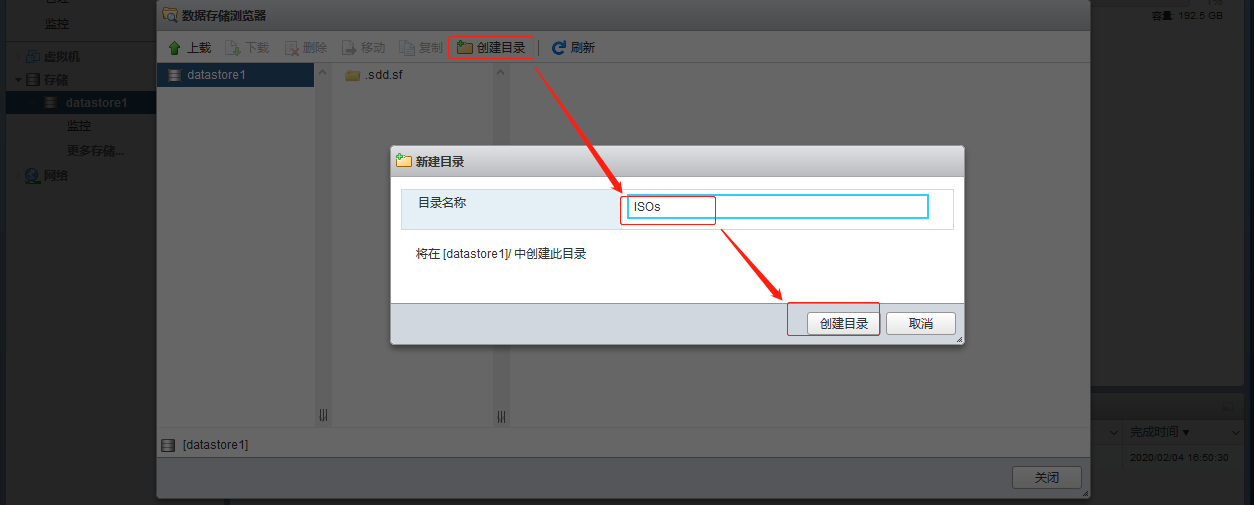 监控
虚拟机
存储
datastore1
监控
更多存储...
网络
数据存储浏览器
上载 下载 删除 移动 复制 创建目录 刷新
datastore1
.sdd.sf
新建目录
目录名称
ISOs
将在 [datastore1]/ 中创建此目录
创建目录 取消
[datastore1]
关闭
容量: 192.5 GB
完成时间
2020/02/04 16:50:30